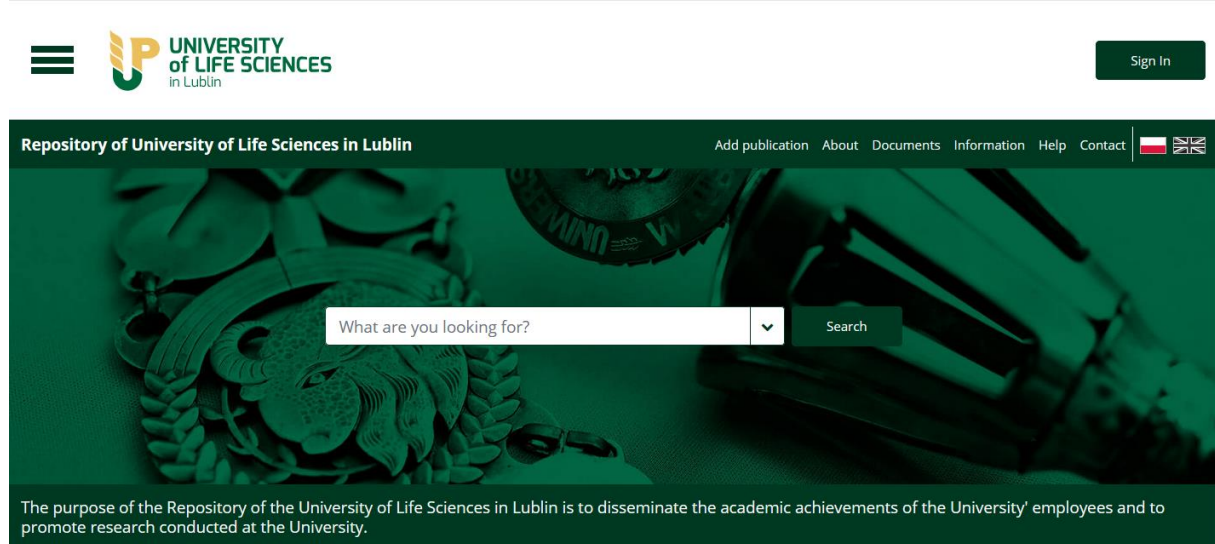 UNIVERSITY
of LIFE SCIENCES
in Lublin
Sign In
Repository of University of Life Sciences in Lublin
Add publication About Documents Information Help Contact
What are you looking for?
Search
The purpose of the Repository of the University of Life Sciences in Lublin is to disseminate the academic achievements of the University' employees and to
promote research conducted at the University.